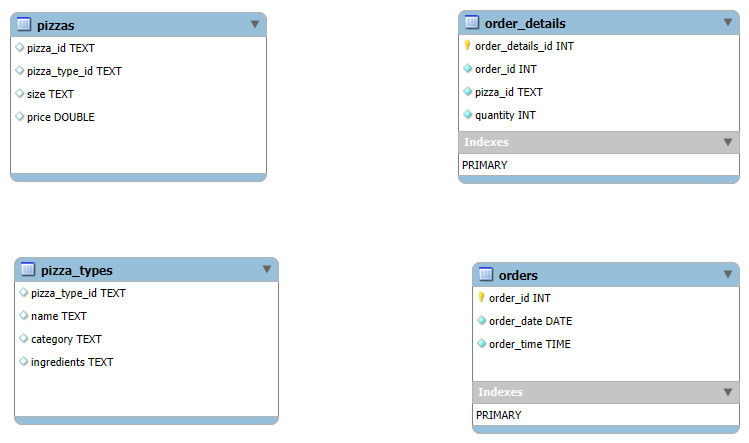 pizzas
pizza_id TEXT
pizza_type_id TEXT
size TEXT
price DOUBLE
order_details
order_details_id INT
order_id INT
pizza_id TEXT
quantity INT
Indexes
PRIMARY
pizza_types
pizza_type_id TEXT
name TEXT
category TEXT
ingredients TEXT
orders
order_id INT
order_date DATE
order_time TIME
Indexes
PRIMARY